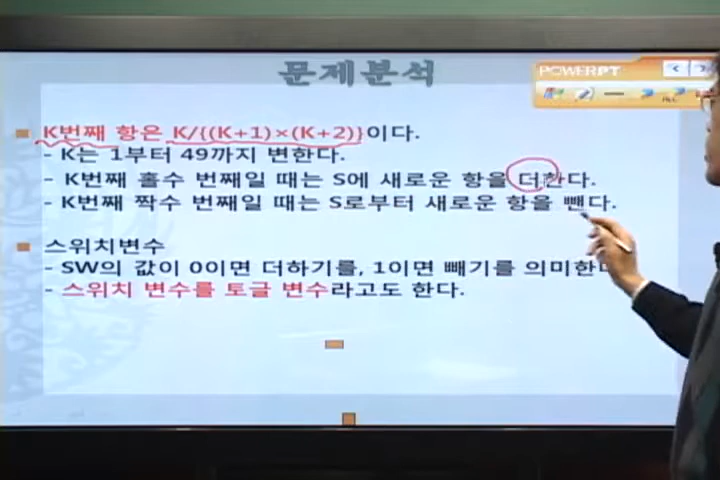 문제분석
POWERPT
K번째 항은 K/{(K+1)×(K+2)}이다.
- K는 1부터 49까지 변한다.
- K번째 홀수 번째일 때는 S에 새로운 항을 더한다.
- K번째 짝수 번째일 때는 S로부터 새로운 항을 뺀다.
스위치변수
- SW의 값이 0이면 더하기를, 1이면 빼기를 의미한다
- 스위치 변수를 토글 변수라고도 한다.